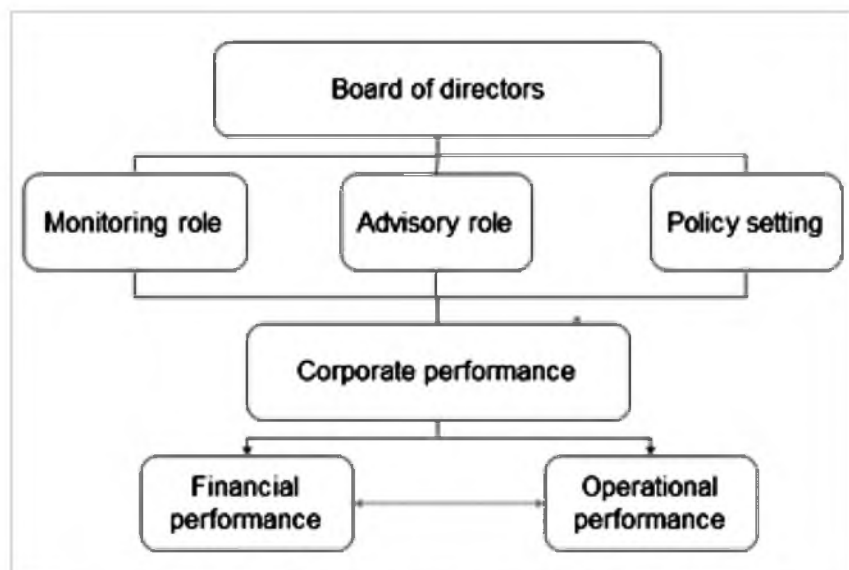 Board of directors
Monitoring role
Advisory role
Policy setting
Corporate performance
Financial
performance
Operational
performance